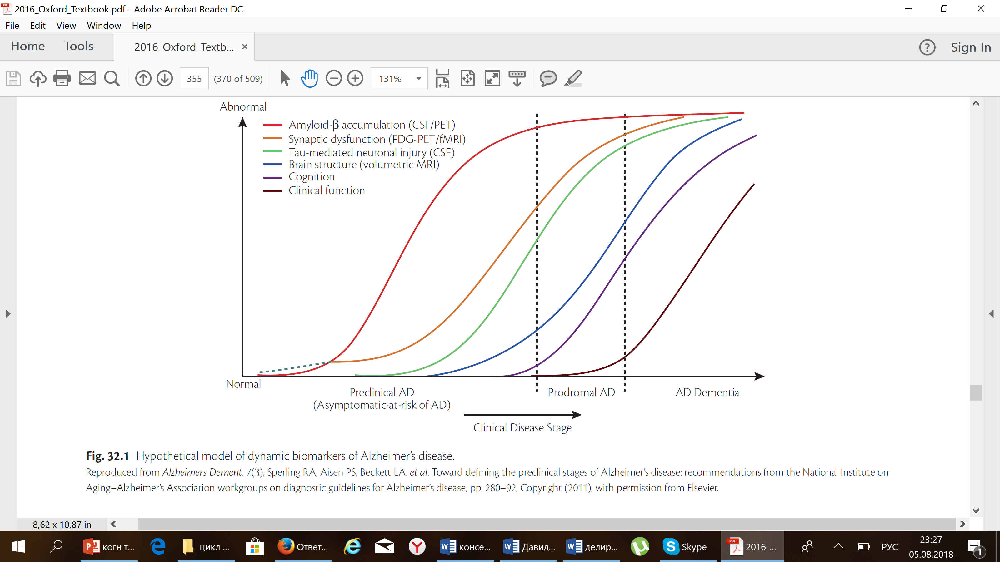 2016_Oxford_Textbook.pdf - Adobe Acrobat Reader DC
File Edit View Window Help
Home Tools 2016_Oxford_Textb... × ? Sign In
355 (370 of 509) 131%
Abnormal
Amyloid-β accumulation (CSF/PET)
Synaptic dysfunction (FDG-PET/fMRI)
Tau-mediated neuronal injury (CSF)
Brain structure (volumetric MRI)
Cognition
Clinical function
Normal
Preclinical AD
(Asymptomatic-at-risk of AD)
Prodromal AD
AD Dementia
Clinical Disease Stage
Fig. 32.1 Hypothetical model of dynamic biomarkers of Alzheimer's disease.
Reproduced from Alzheimers Dement. 7(3), Sperling RA, Aisen PS, Beckett LA. et al. Toward defining the preclinical stages of Alzheimer's disease: recommendations from the National Institute on
Aging–Alzheimer's Association workgroups on diagnostic guidelines for Alzheimer's disease, pp. 280–92, Copyright (2011), with permission from Elsevier.
8,62 x 10,87 in
когн т... цикл ... Ответ... консе... Давид... делир... Skype 2016_... РУС 23:27
05.08.2018
1